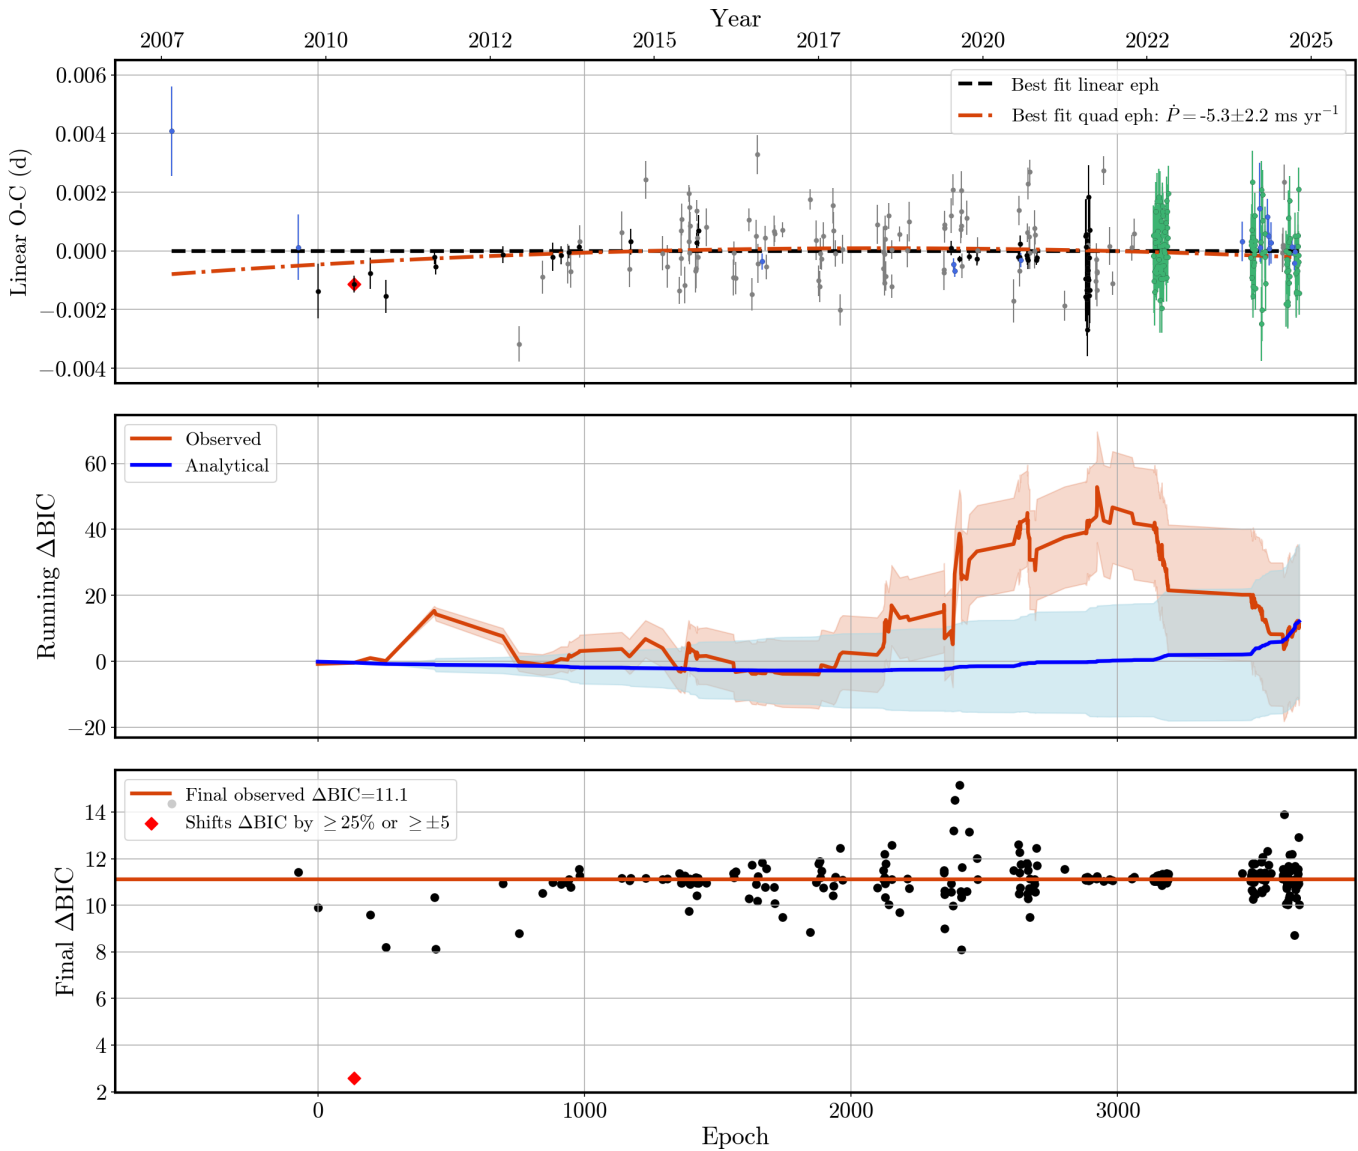 Year
2007 2010 2012 2015 2017 2020 2022 2025
0.006
0.004
0.002
0.000
−0.002
−0.004
Linear O-C (d)
Best fit linear eph
Best fit quad eph: Ṗ = -5.3±2.2 ms yr⁻¹
60
40
20
0
−20
Running ΔBIC
Observed
Analytical
14
12
10
8
6
4
2
Final ΔBIC
Final observed ΔBIC=11.1
Shifts ΔBIC by ≥25% or ≥±5
0 1000 2000 3000
Epoch